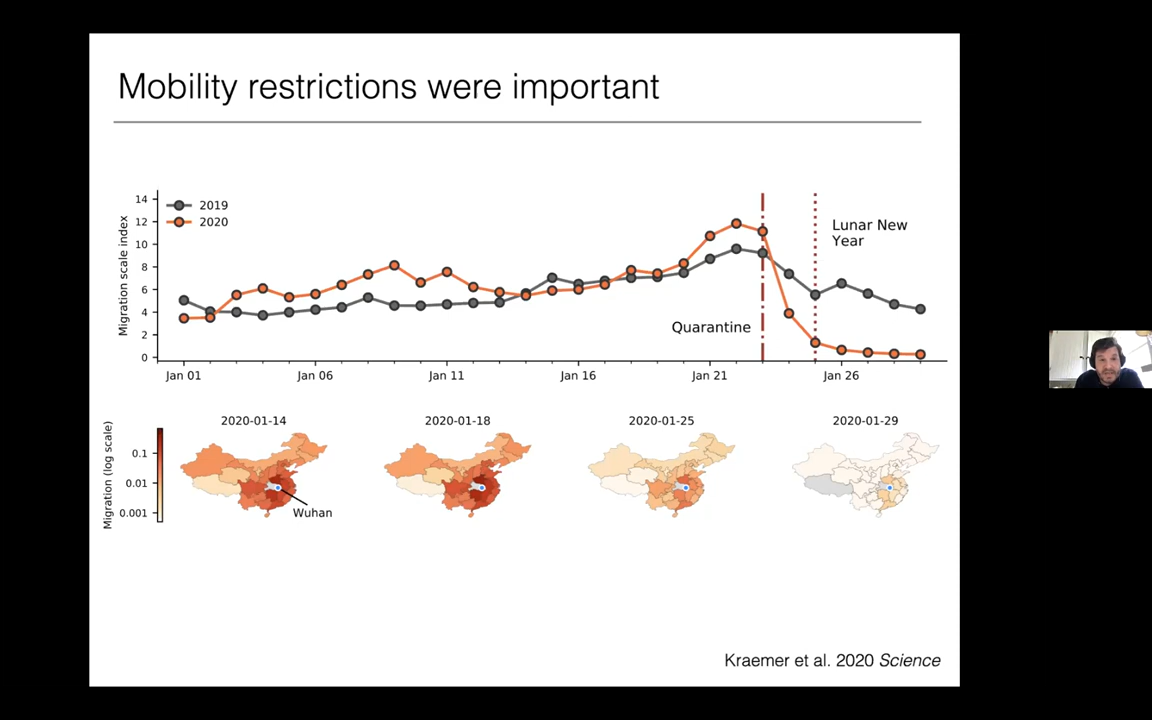 Mobility restrictions were important
Migration scale index
14
12
10
8
6
4
2
0
2019
2020
Quarantine
Lunar New
Year
Jan 01
Jan 06
Jan 11
Jan 16
Jan 21
Jan 26
Migration (log scale)
0.1
0.01
0.001
2020-01-14
2020-01-18
2020-01-25
2020-01-29
Wuhan
Kraemer et al. 2020 Science